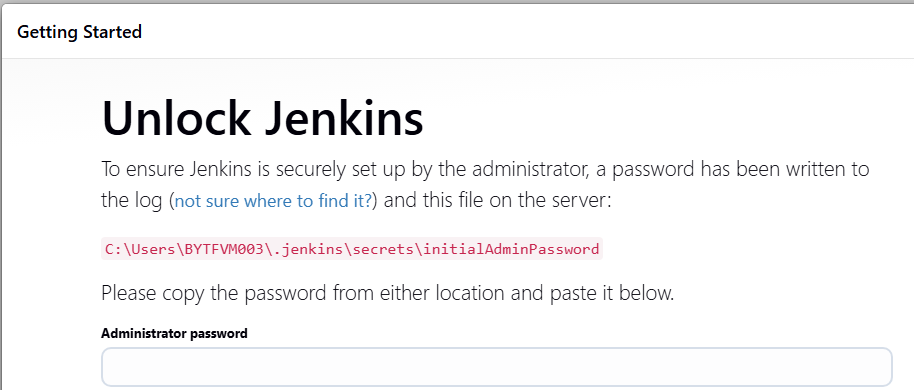 Getting Started
Unlock Jenkins
To ensure Jenkins is securely set up by the administrator, a password has been written to
the log (not sure where to find it?) and this file on the server:
C:\Users\BYTFVM003\.jenkins\secrets\initialAdminPassword
Please copy the password from either location and paste it below.
Administrator password